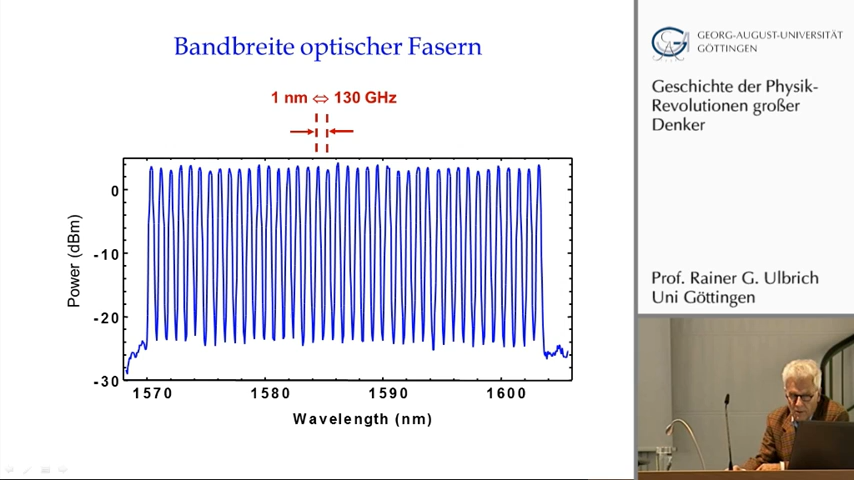 Bandbreite optischer Fasern
1 nm ⇔ 130 GHz
0
-10
-20
-30
Power (dBm)
1570 1580 1590 1600
Wavelength (nm)
GEORG-AUGUST-UNIVERSITÄT
GÖTTINGEN
Geschichte der Physik-
Revolutionen großer
Denker
Prof. Rainer G. Ulbrich
Uni Göttingen